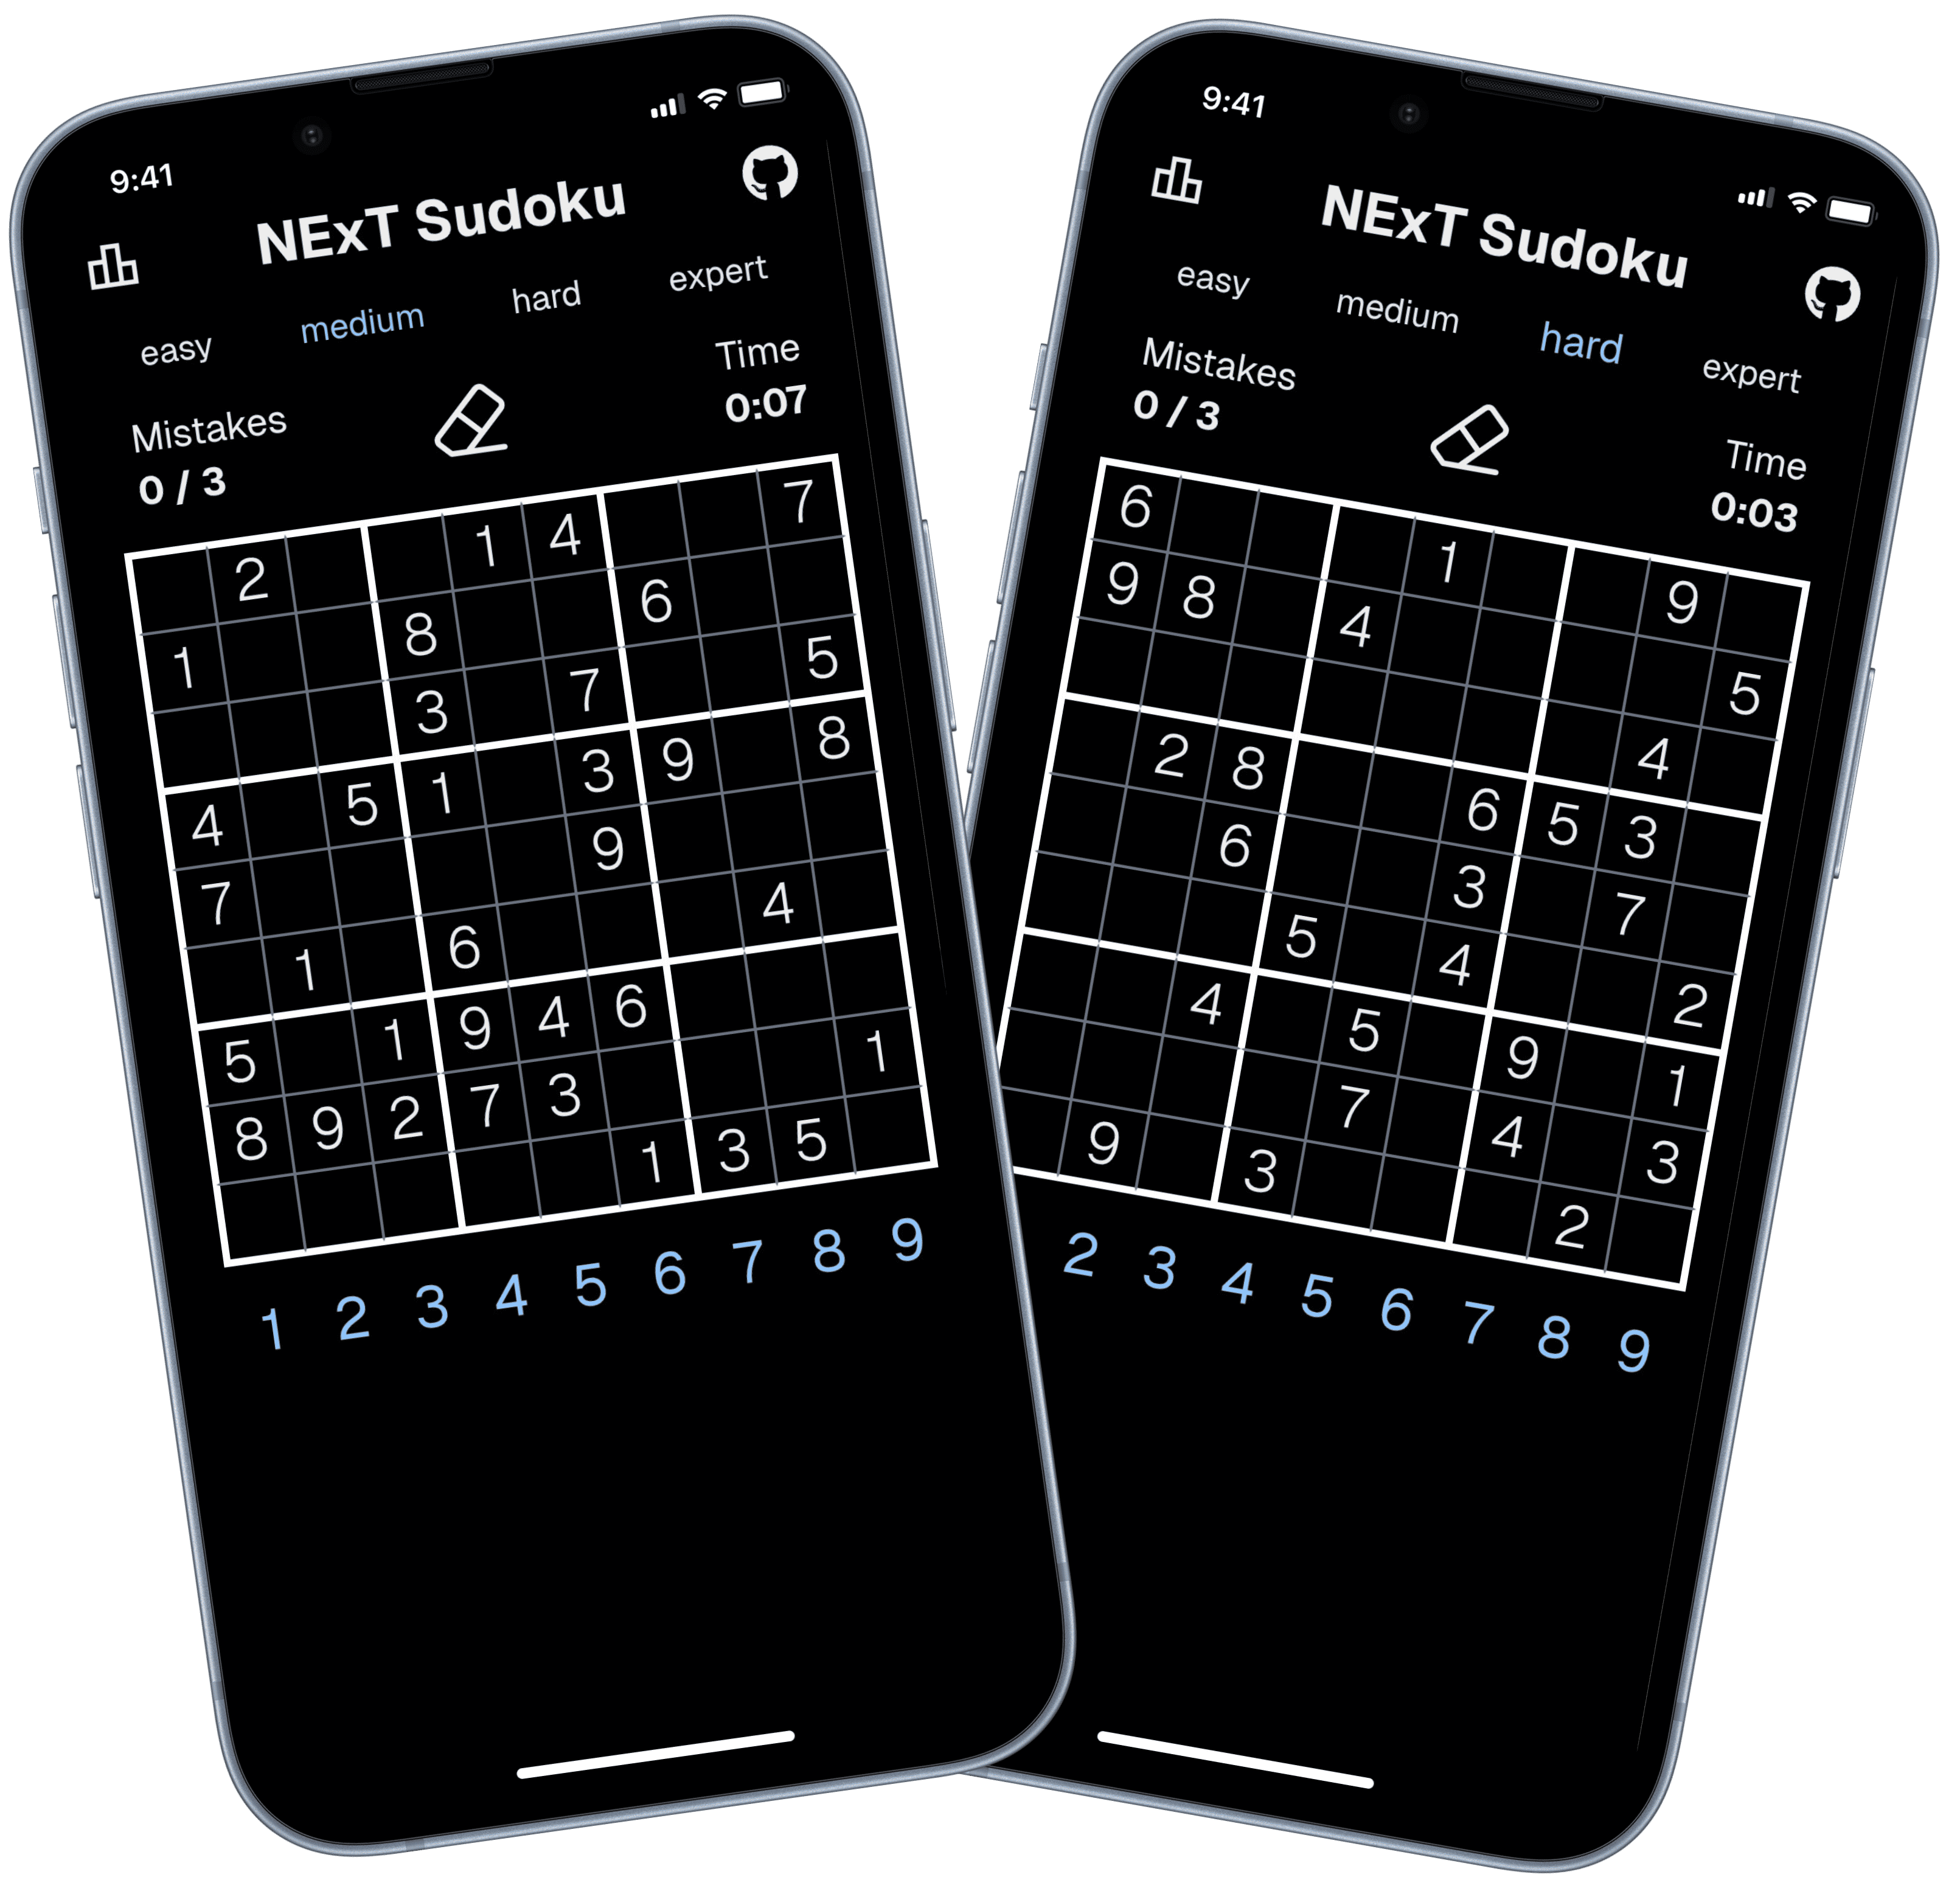 9:41
NExT Sudoku
easy medium hard expert
Mistakes
0 / 3
Time
0:07
2 1 4 7
1 8 6
3 7 5
4 5 1 3 9 8
7 9
1 6 4
5 1 9 4 6
8 9 2 7 3 1
1 3 5
1 2 3 4 5 6 7 8 9
9:41
NExT Sudoku
easy medium hard expert
Mistakes
0 / 3
Time
0:03
6 1 9
9 8 4 5
4
2 8 6 5 3
6 3 7
5 4 2
4 5 9 1
7 4 3
9 3 2
2 3 4 5 6 7 8 9